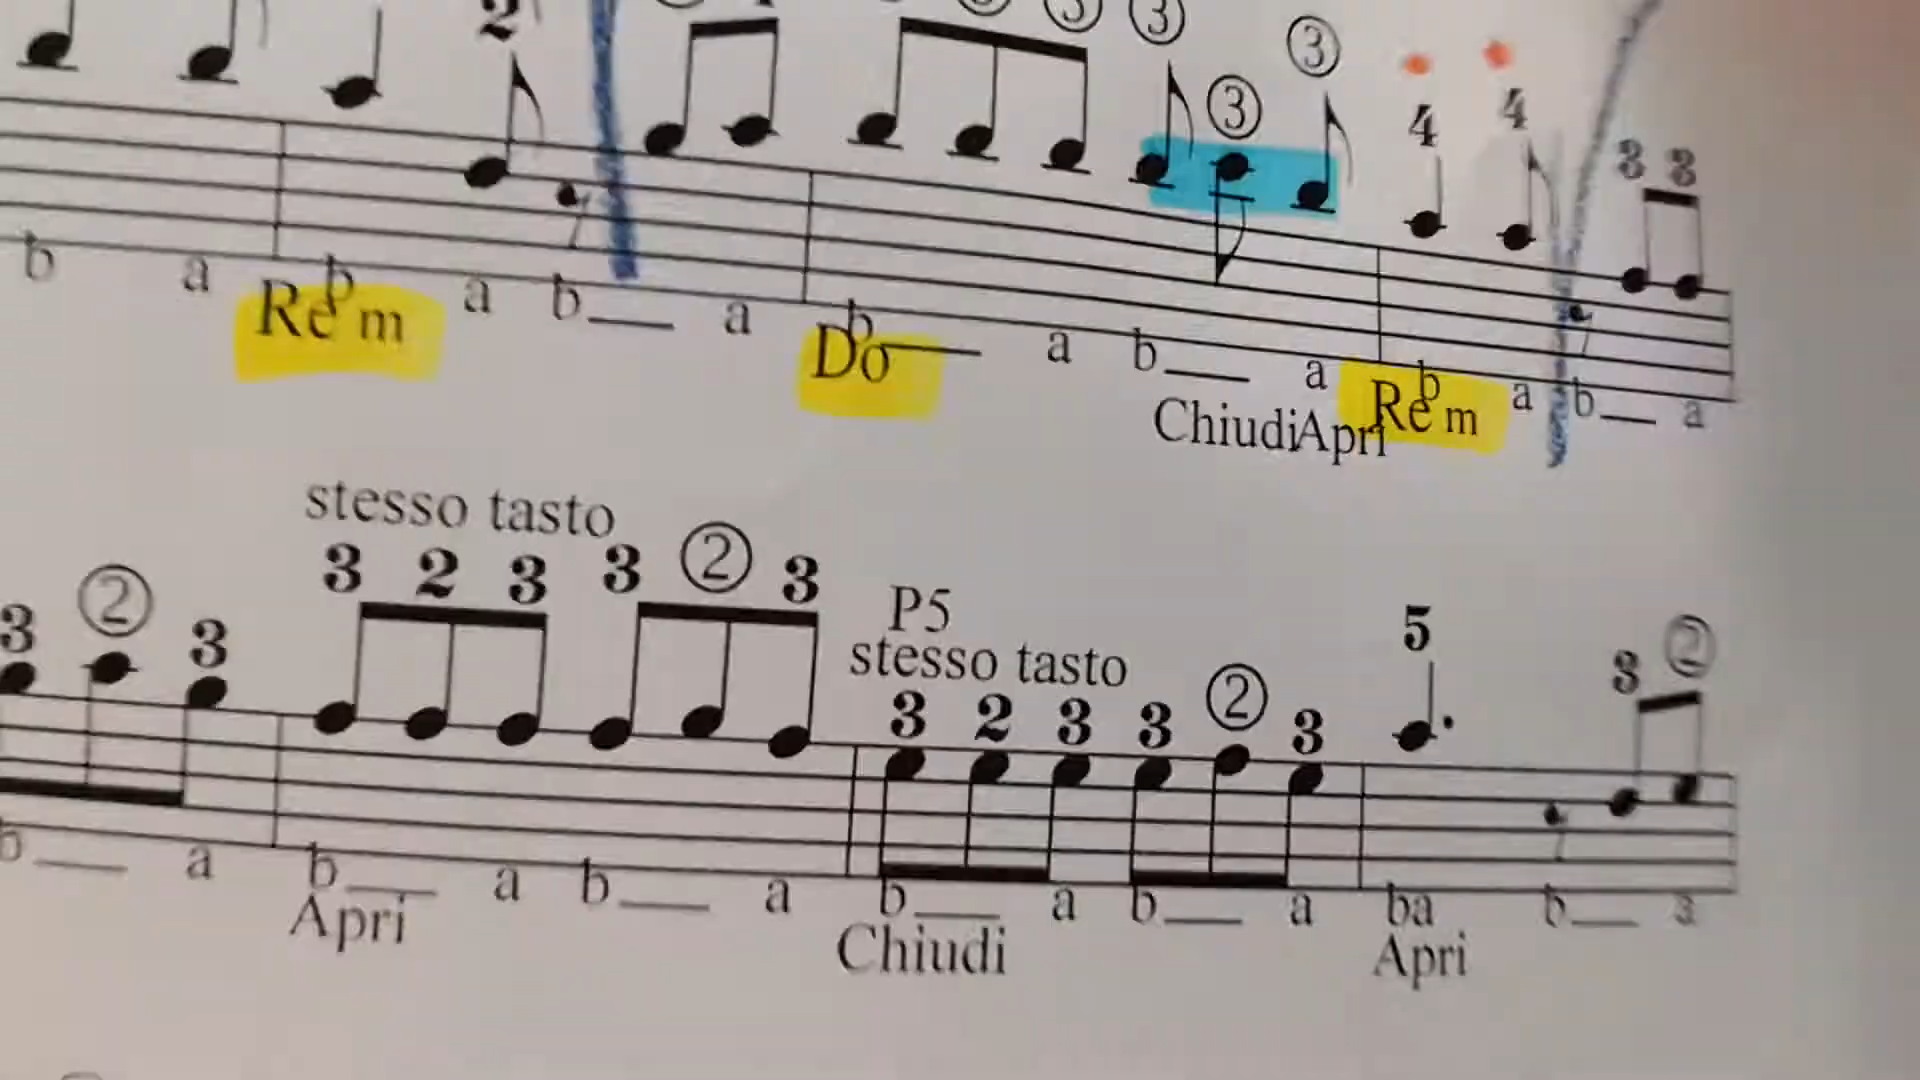 2
③ ③ ③ ③ 4 4 3 3
b a b a b a b a b a b a b a
Re m Do Re m
ChiudiApri
stesso tasto
3 ② 3 3 2 3 3 ② 3
P5
stesso tasto
3 2 3 3 ② 3 5 3 ②
b a b a b a b a b a ba b a
Apri Chiudi Apri